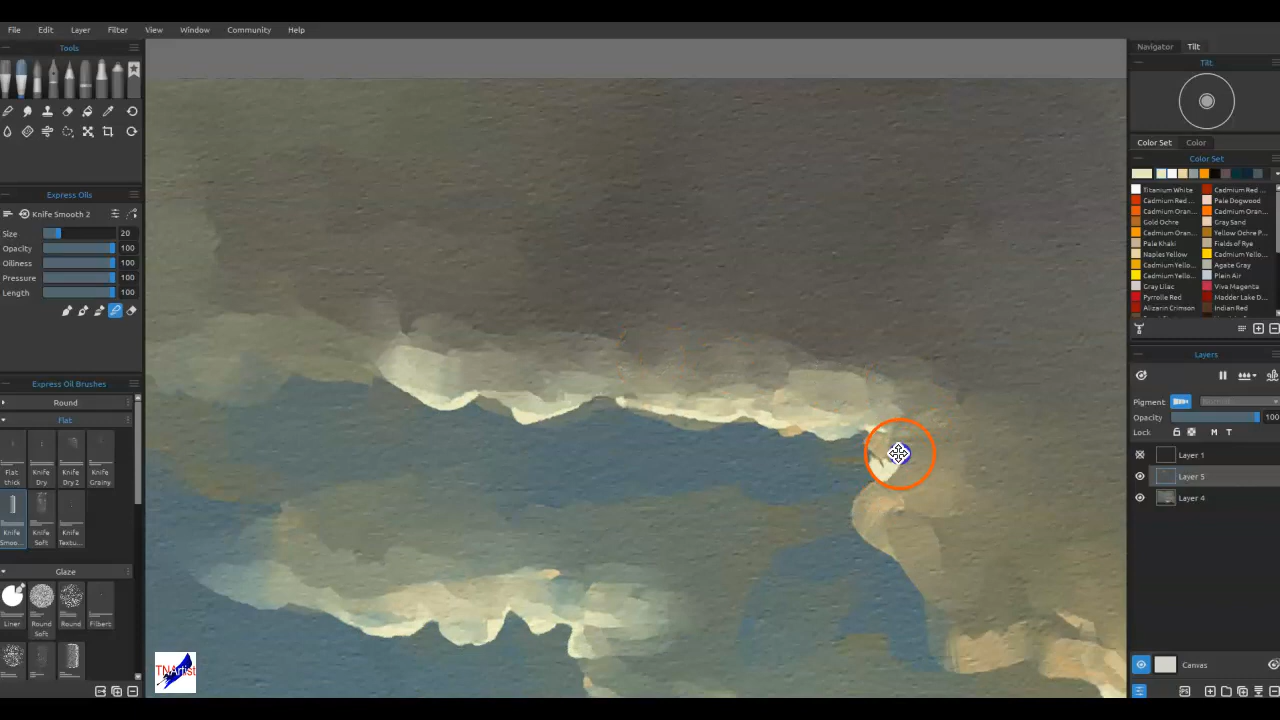 File Edit Layer Filter View Window Community Help
Tools
Express Oils
Knife Smooth 2
Size 20
Opacity 100
Oiliness 100
Pressure 100
Length 100
Express Oil Brushes
Round
Flat
Flat thick Knife Dry Knife Dry 2 Knife Grainy
Knife Smoo... Knife Soft Knife Textu...
Glaze
Liner Round Soft Round Filbert
TNArtist
Navigator Tilt
Tilt
Color Set Color
Color Set
Titanium White Cadmium Red ...
Cadmium Red ... Pale Dogwood
Cadmium Oran... Cadmium Oran...
Gold Ochre Gray Sand
Cadmium Oran... Yellow Ochre P...
Pale Khaki Fields of Rye
Naples Yellow Cadmium Yello...
Cadmium Yello... Agate Gray
Cadmium Yello... Plain Air
Gray Lilac Viva Magenta
Pyrrolle Red Madder Lake D...
Alizarin Crimson Indian Red
Layers
Pigment Normal
Opacity 100
Lock M T
Layer 1
Layer 5
Layer 4
Canvas
PS